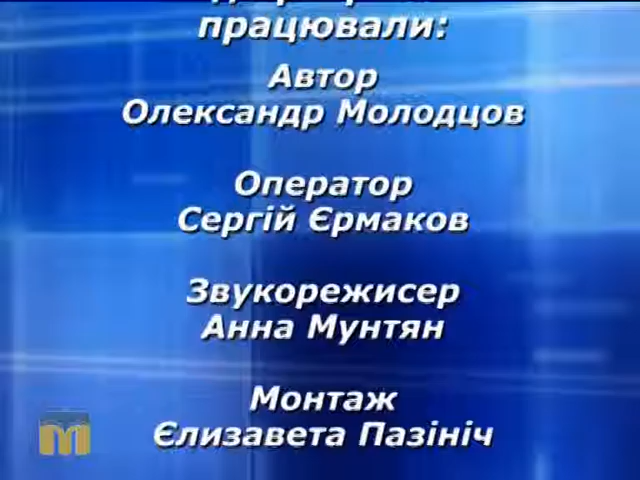 працювали:
Автор
Олександр Молодцов
Оператор
Сергій Єрмаков
Звукорежисер
Анна Мунтян
Монтаж
Єлизавета Пазініч
m